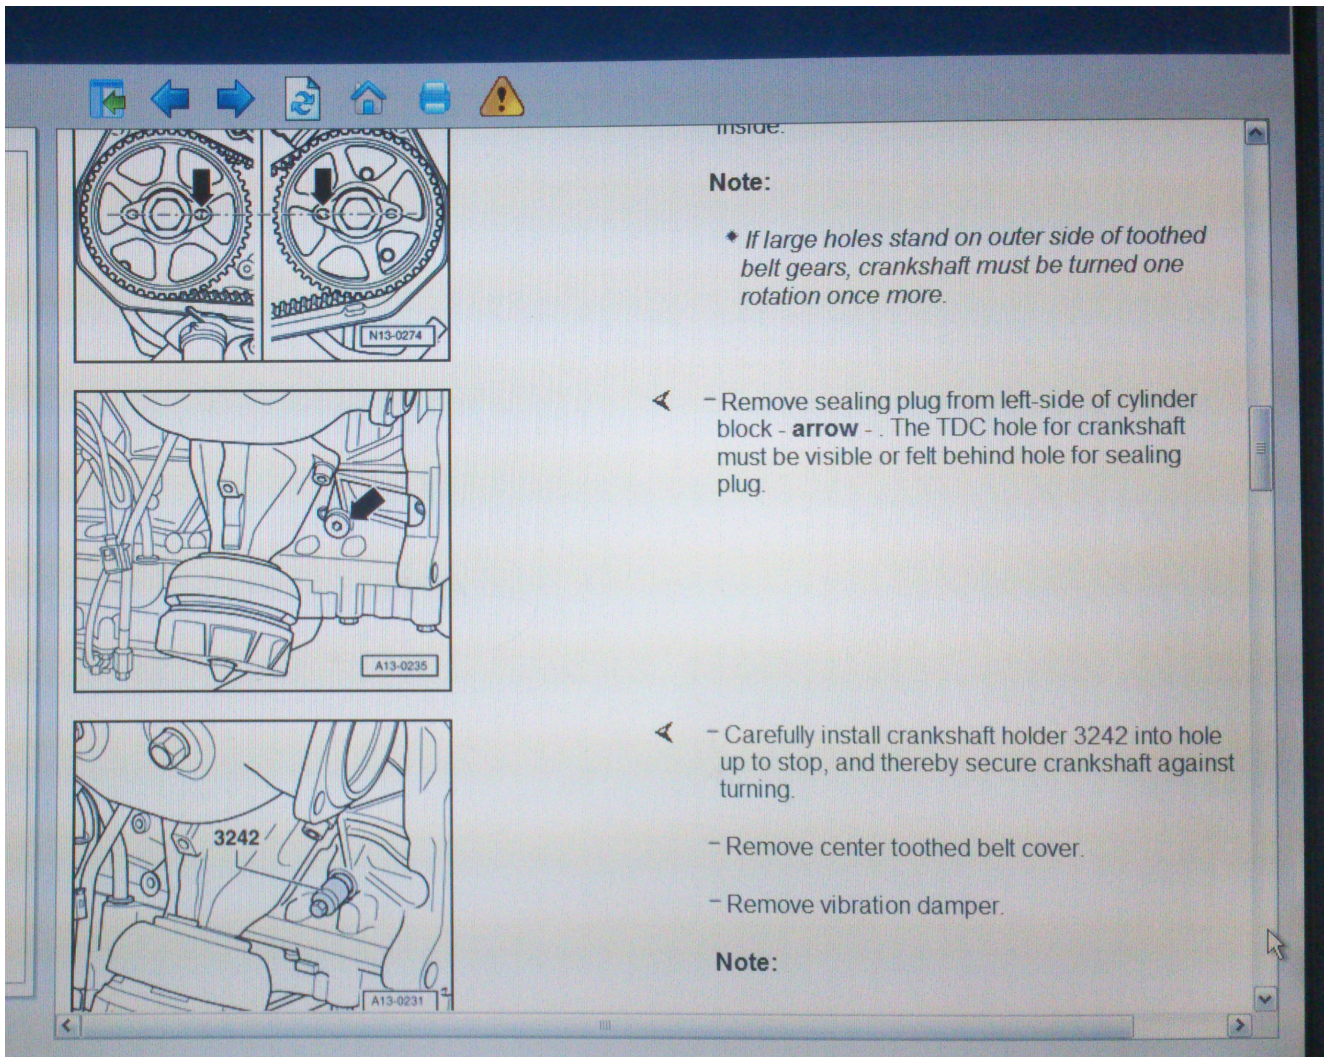 inside.
Note:
If large holes stand on outer side of toothed
belt gears, crankshaft must be turned one
rotation once more.
N13-0274
– Remove sealing plug from left-side of cylinder
block - arrow - . The TDC hole for crankshaft
must be visible or felt behind hole for sealing
plug.
A13-0235
– Carefully install crankshaft holder 3242 into hole
up to stop, and thereby secure crankshaft against
turning.
3242
– Remove center toothed belt cover.
– Remove vibration damper.
Note:
A13-0231